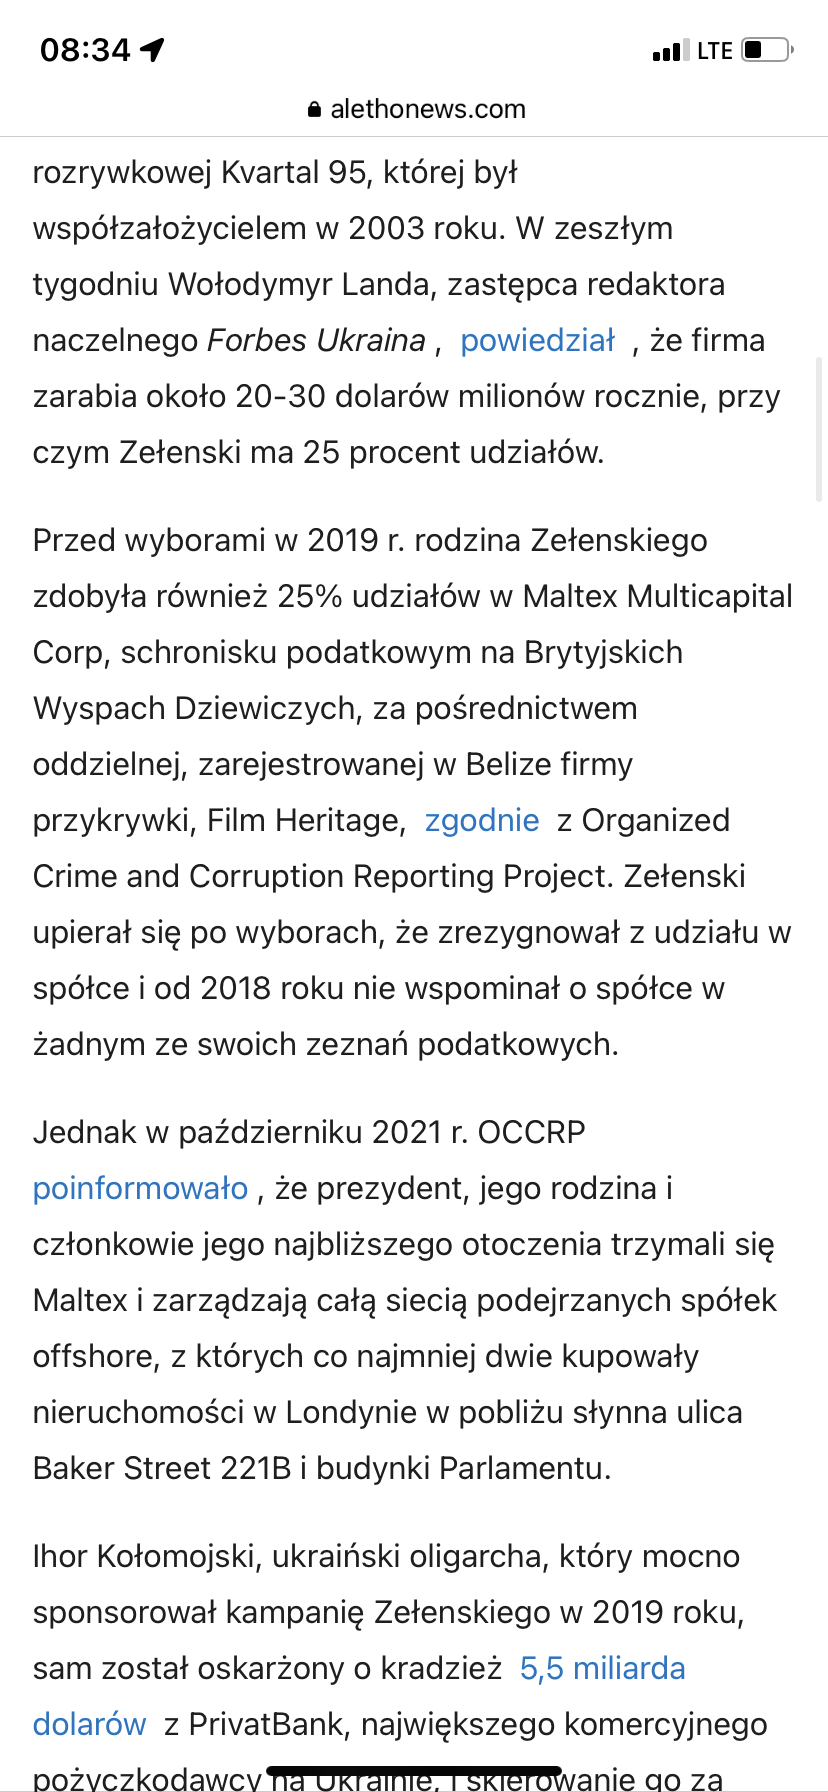 08:34
LTE
alethonews.com
rozrywkowej Kvartal 95, której był
współzałożycielem w 2003 roku. W zeszłym
tygodniu Wołodymyr Landa, zastępca redaktora
naczelnego Forbes Ukraina , powiedział , że firma
zarabia około 20-30 dolarów milionów rocznie, przy
czym Zełenski ma 25 procent udziałów.
Przed wyborami w 2019 r. rodzina Zełenskiego
zdobyła również 25% udziałów w Maltex Multicapital
Corp, schronisku podatkowym na Brytyjskich
Wyspach Dziewiczych, za pośrednictwem
oddzielnej, zarejestrowanej w Belize firmy
przykrywki, Film Heritage, zgodnie z Organized
Crime and Corruption Reporting Project. Zełenski
upierał się po wyborach, że zrezygnował z udziału w
spółce i od 2018 roku nie wspominał o spółce w
żadnym ze swoich zeznań podatkowych.
Jednak w październiku 2021 r. OCCRP
poinformowało , że prezydent, jego rodzina i
członkowie jego najbliższego otoczenia trzymali się
Maltex i zarządzają całą siecią podejrzanych spółek
offshore, z których co najmniej dwie kupowały
nieruchomości w Londynie w pobliżu słynna ulica
Baker Street 221B i budynki Parlamentu.
Ihor Kołomojski, ukraiński oligarcha, który mocno
sponsorował kampanię Zełenskiego w 2019 roku,
sam został oskarżony o kradzież 5,5 miliarda
dolarów z PrivatBank, największego komercyjnego
pożyczkodawcy na Ukrainie, i skierowanie go za